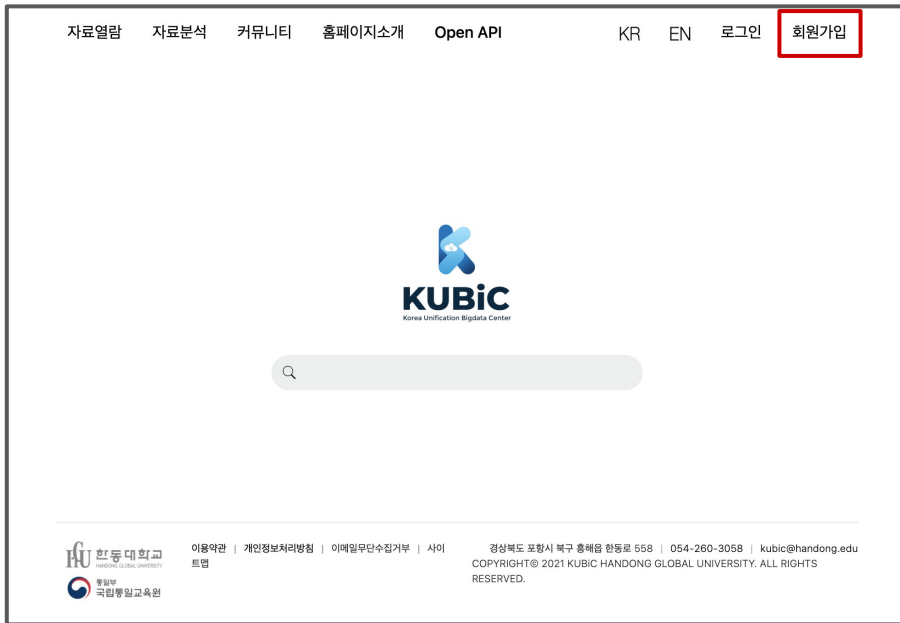 자료열람 자료분석 커뮤니티 홈페이지소개 Open API KR EN 로그인 회원가입
KUBiC
Korea Unification Bigdata Center
HGU 한동대학교
HANDONG GLOBAL UNIVERSITY
통일부
국립통일교육원
이용약관 | 개인정보처리방침 | 이메일무단수집거부 | 사이
트맵
경상북도 포항시 북구 흥해읍 한동로 558 | 054-260-3058 | kubic@handong.edu
COPYRIGHT© 2021 KUBiC HANDONG GLOBAL UNIVERSITY. ALL RIGHTS
RESERVED.